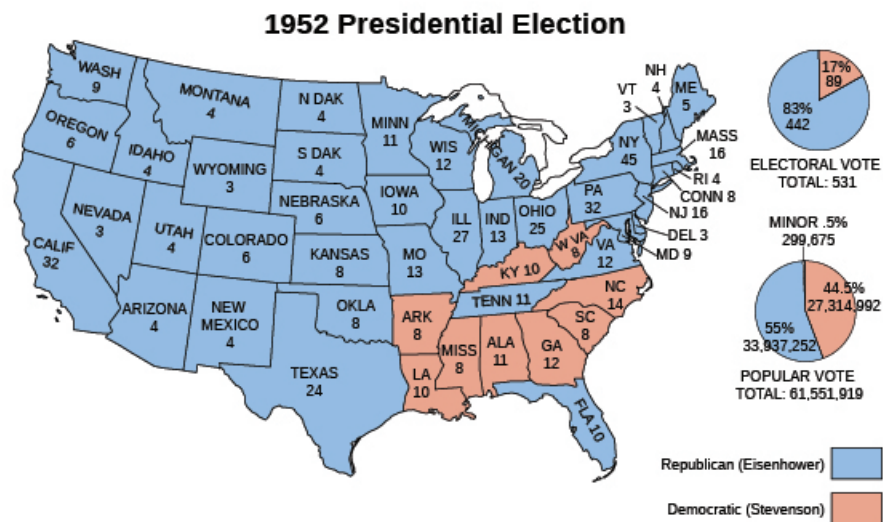 1952 Presidential Election
WASH
9
OREGON
6
CALIF
32
NEVADA
3
IDAHO
4
MONTANA
4
WYOMING
3
UTAH
4
COLORADO
6
ARIZONA
4
NEW
MEXICO
4
N DAK
4
S DAK
4
NEBRASKA
6
KANSAS
8
OKLA
8
TEXAS
24
MINN
11
IOWA
10
MO
13
ARK
8
LA
10
WIS
12
ILL
27
MICHIGAN 20
IND
13
OHIO
25
KY 10
TENN 11
MISS
8
ALA
11
GA
12
FLA 10
SC
8
NC
14
VA
12
W VA
8
PA
32
NY
45
VT
3
NH
4
ME
5
MASS
16
RI 4
CONN 8
NJ 16
DEL 3
MD 9
17%
89
83%
442
ELECTORAL VOTE
TOTAL: 531
MINOR .5%
299,675
44.5%
27,314,992
55%
33,937,252
POPULAR VOTE
TOTAL: 61,551,919
Republican (Eisenhower)
Democratic (Stevenson)